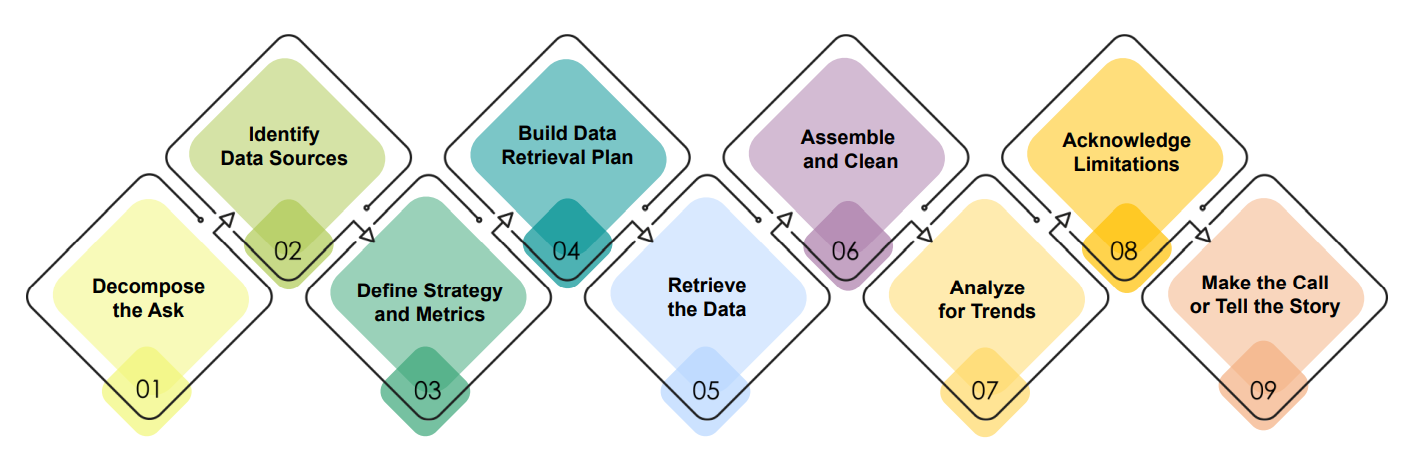 Decompose
the Ask
01
Identify
Data Sources
02
Define Strategy
and Metrics
03
Build Data
Retrieval Plan
04
Retrieve
the Data
05
Assemble
and Clean
06
Analyze
for Trends
07
Acknowledge
Limitations
08
Make the Call
or Tell the Story
09